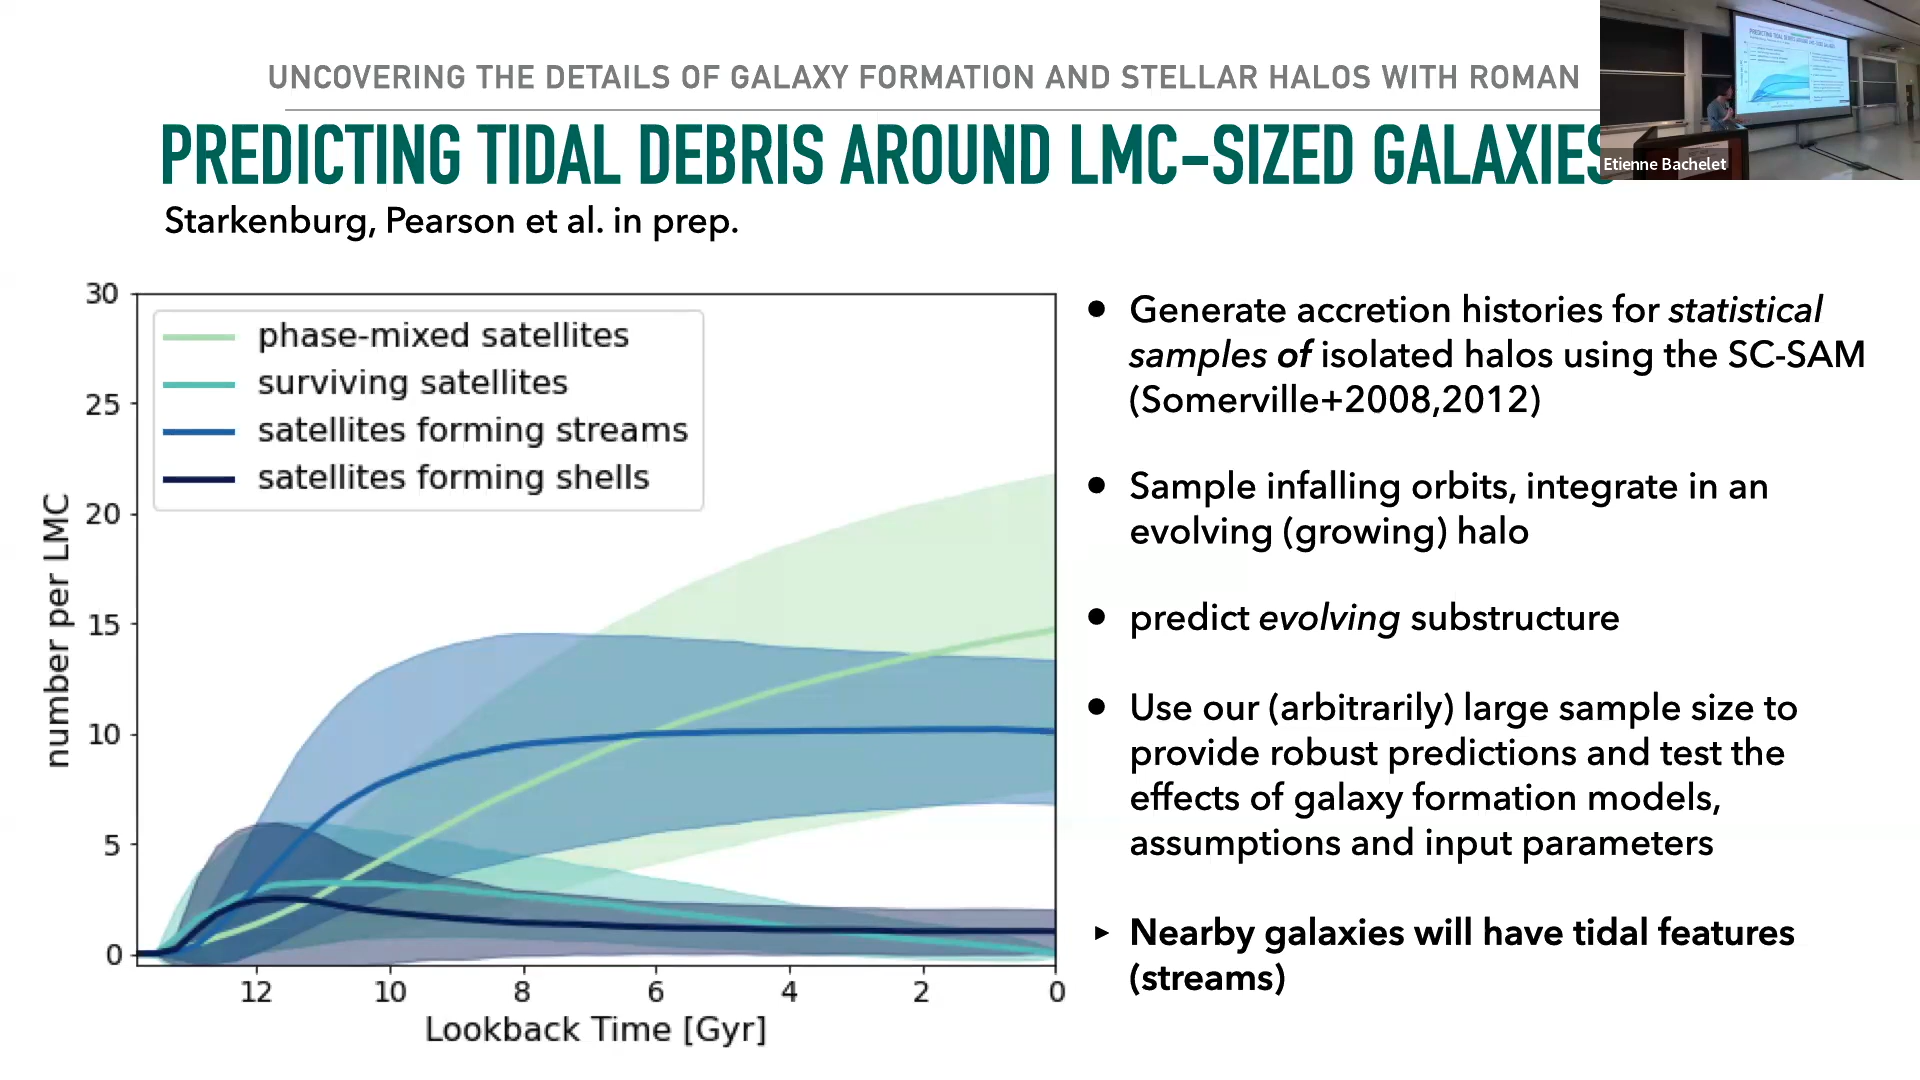 UNCOVERING THE DETAILS OF GALAXY FORMATION AND STELLAR HALOS WITH ROMAN
PREDICTING TIDAL DEBRIS AROUND LMC-SIZED GALAXIES
Etienne Bachelet
Starkenburg, Pearson et al. in prep.
30
25
20
15
10
5
0
number per LMC
phase-mixed satellites
surviving satellites
satellites forming streams
satellites forming shells
12 10 8 6 4 2 0
Lookback Time [Gyr]
• Generate accretion histories for statistical
samples of isolated halos using the SC-SAM
(Somerville+2008,2012)
• Sample infalling orbits, integrate in an
evolving (growing) halo
• predict evolving substructure
• Use our (arbitrarily) large sample size to
provide robust predictions and test the
effects of galaxy formation models,
assumptions and input parameters
▸ Nearby galaxies will have tidal features
(streams)